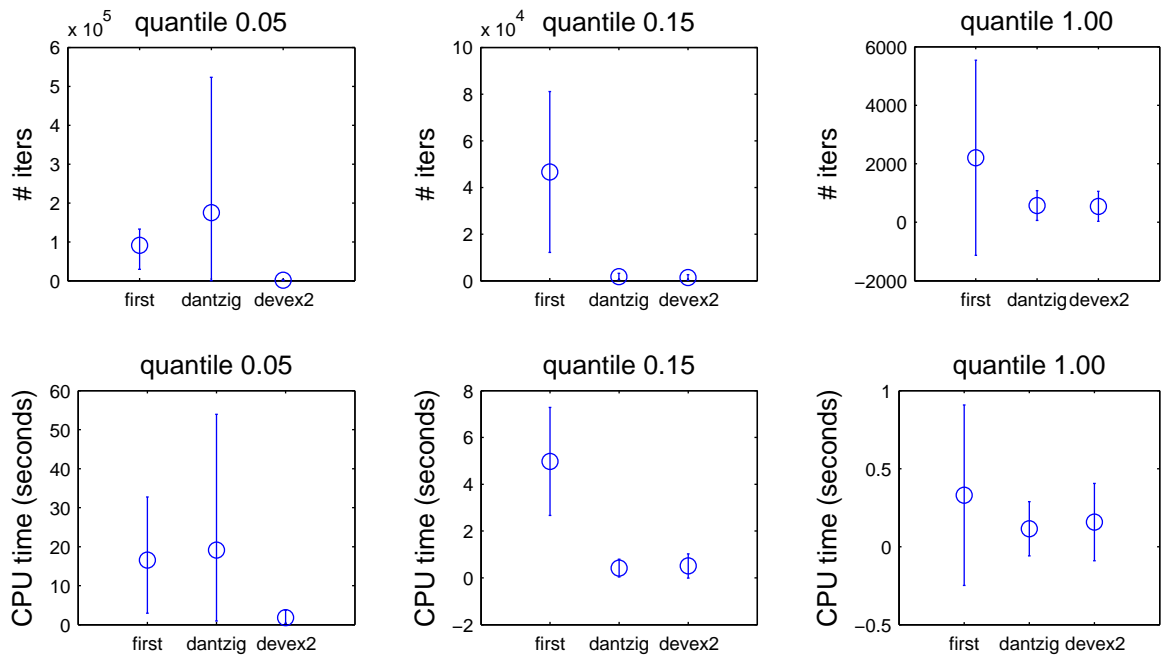 quantile 0.05
x 10^5
# iters
6
5
4
3
2
1
0
first dantzig devex2
quantile 0.15
x 10^4
# iters
10
8
6
4
2
0
first dantzig devex2
quantile 1.00
# iters
6000
4000
2000
0
−2000
first dantzig devex2
quantile 0.05
CPU time (seconds)
60
50
40
30
20
10
0
first dantzig devex2
quantile 0.15
CPU time (seconds)
8
6
4
2
0
−2
first dantzig devex2
quantile 1.00
CPU time (seconds)
1
0.5
0
−0.5
first dantzig devex2